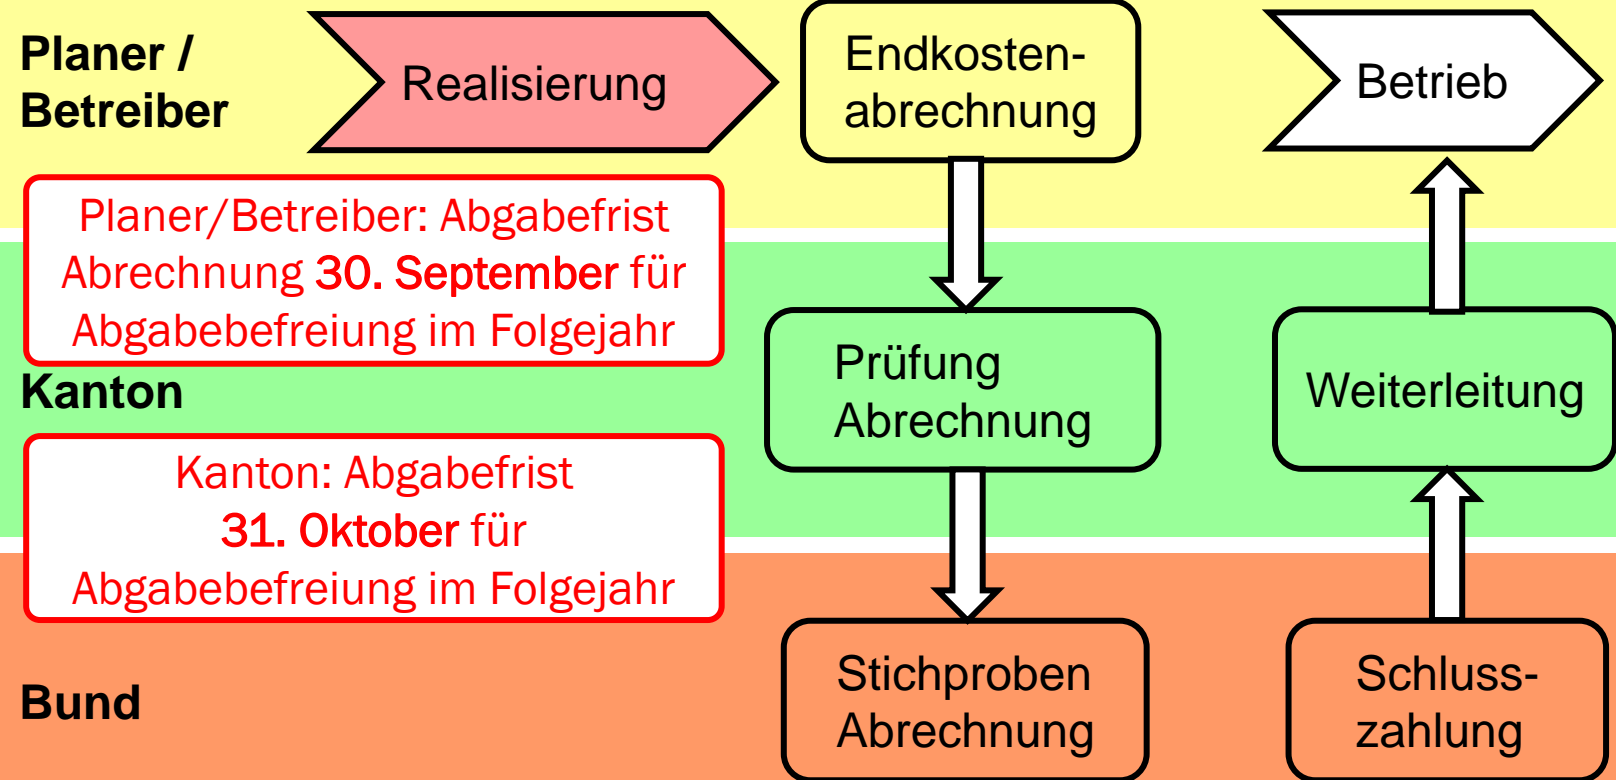 Planer /
Betreiber
Realisierung
Endkosten-
abrechnung
Betrieb
Planer/Betreiber: Abgabefrist
Abrechnung 30. September für
Abgabebefreiung im Folgejahr
Kanton
Prüfung
Abrechnung
Weiterleitung
Kanton: Abgabefrist
31. Oktober für
Abgabebefreiung im Folgejahr
Bund
Stichproben
Abrechnung
Schluss-
zahlung